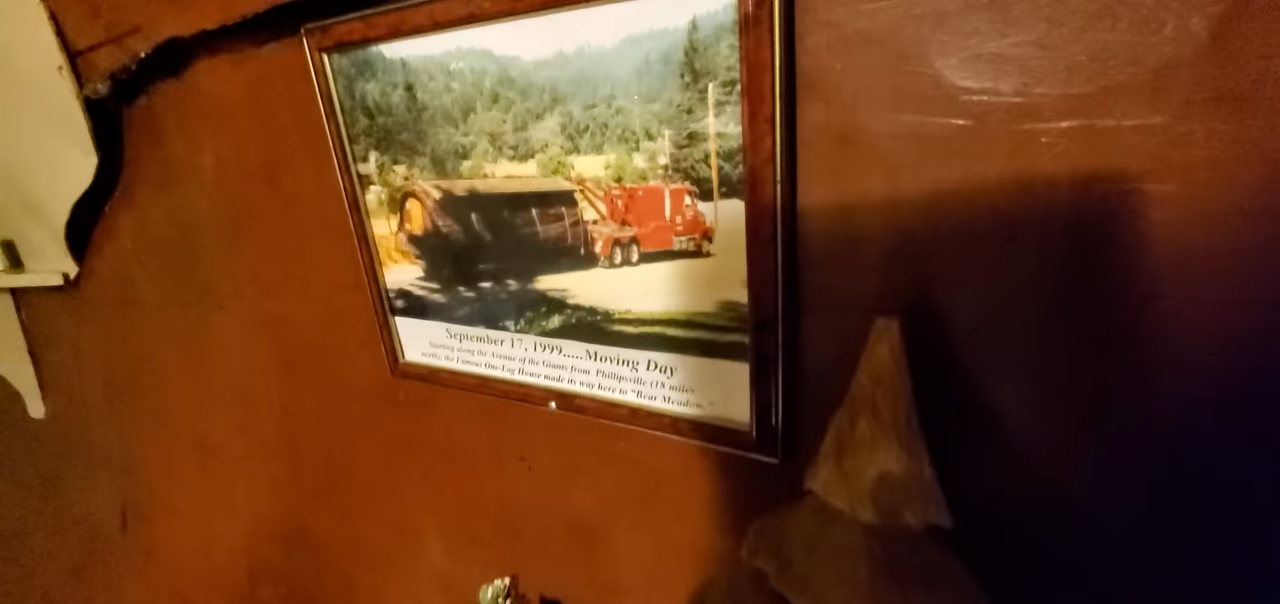 September 17, 1999.....Moving Day
Starting along the Avenue of the Giants from Phillipsville (18 miles
north), the Famous One-Log House made its way here to "Bear Meadow."